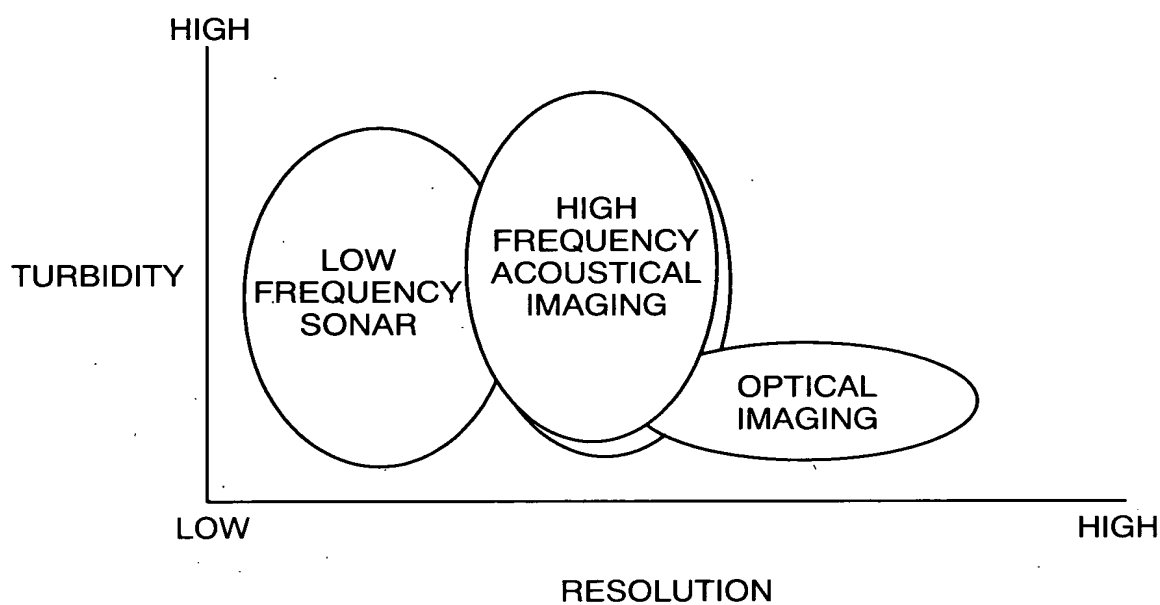 HIGH
HIGH
FREQUENCY
ACOUSTICAL
IMAGING
LOW
FREQUENCY
SONAR
TURBIDITY
OPTICAL
IMAGING
LOW
HIGH
RESOLUTION